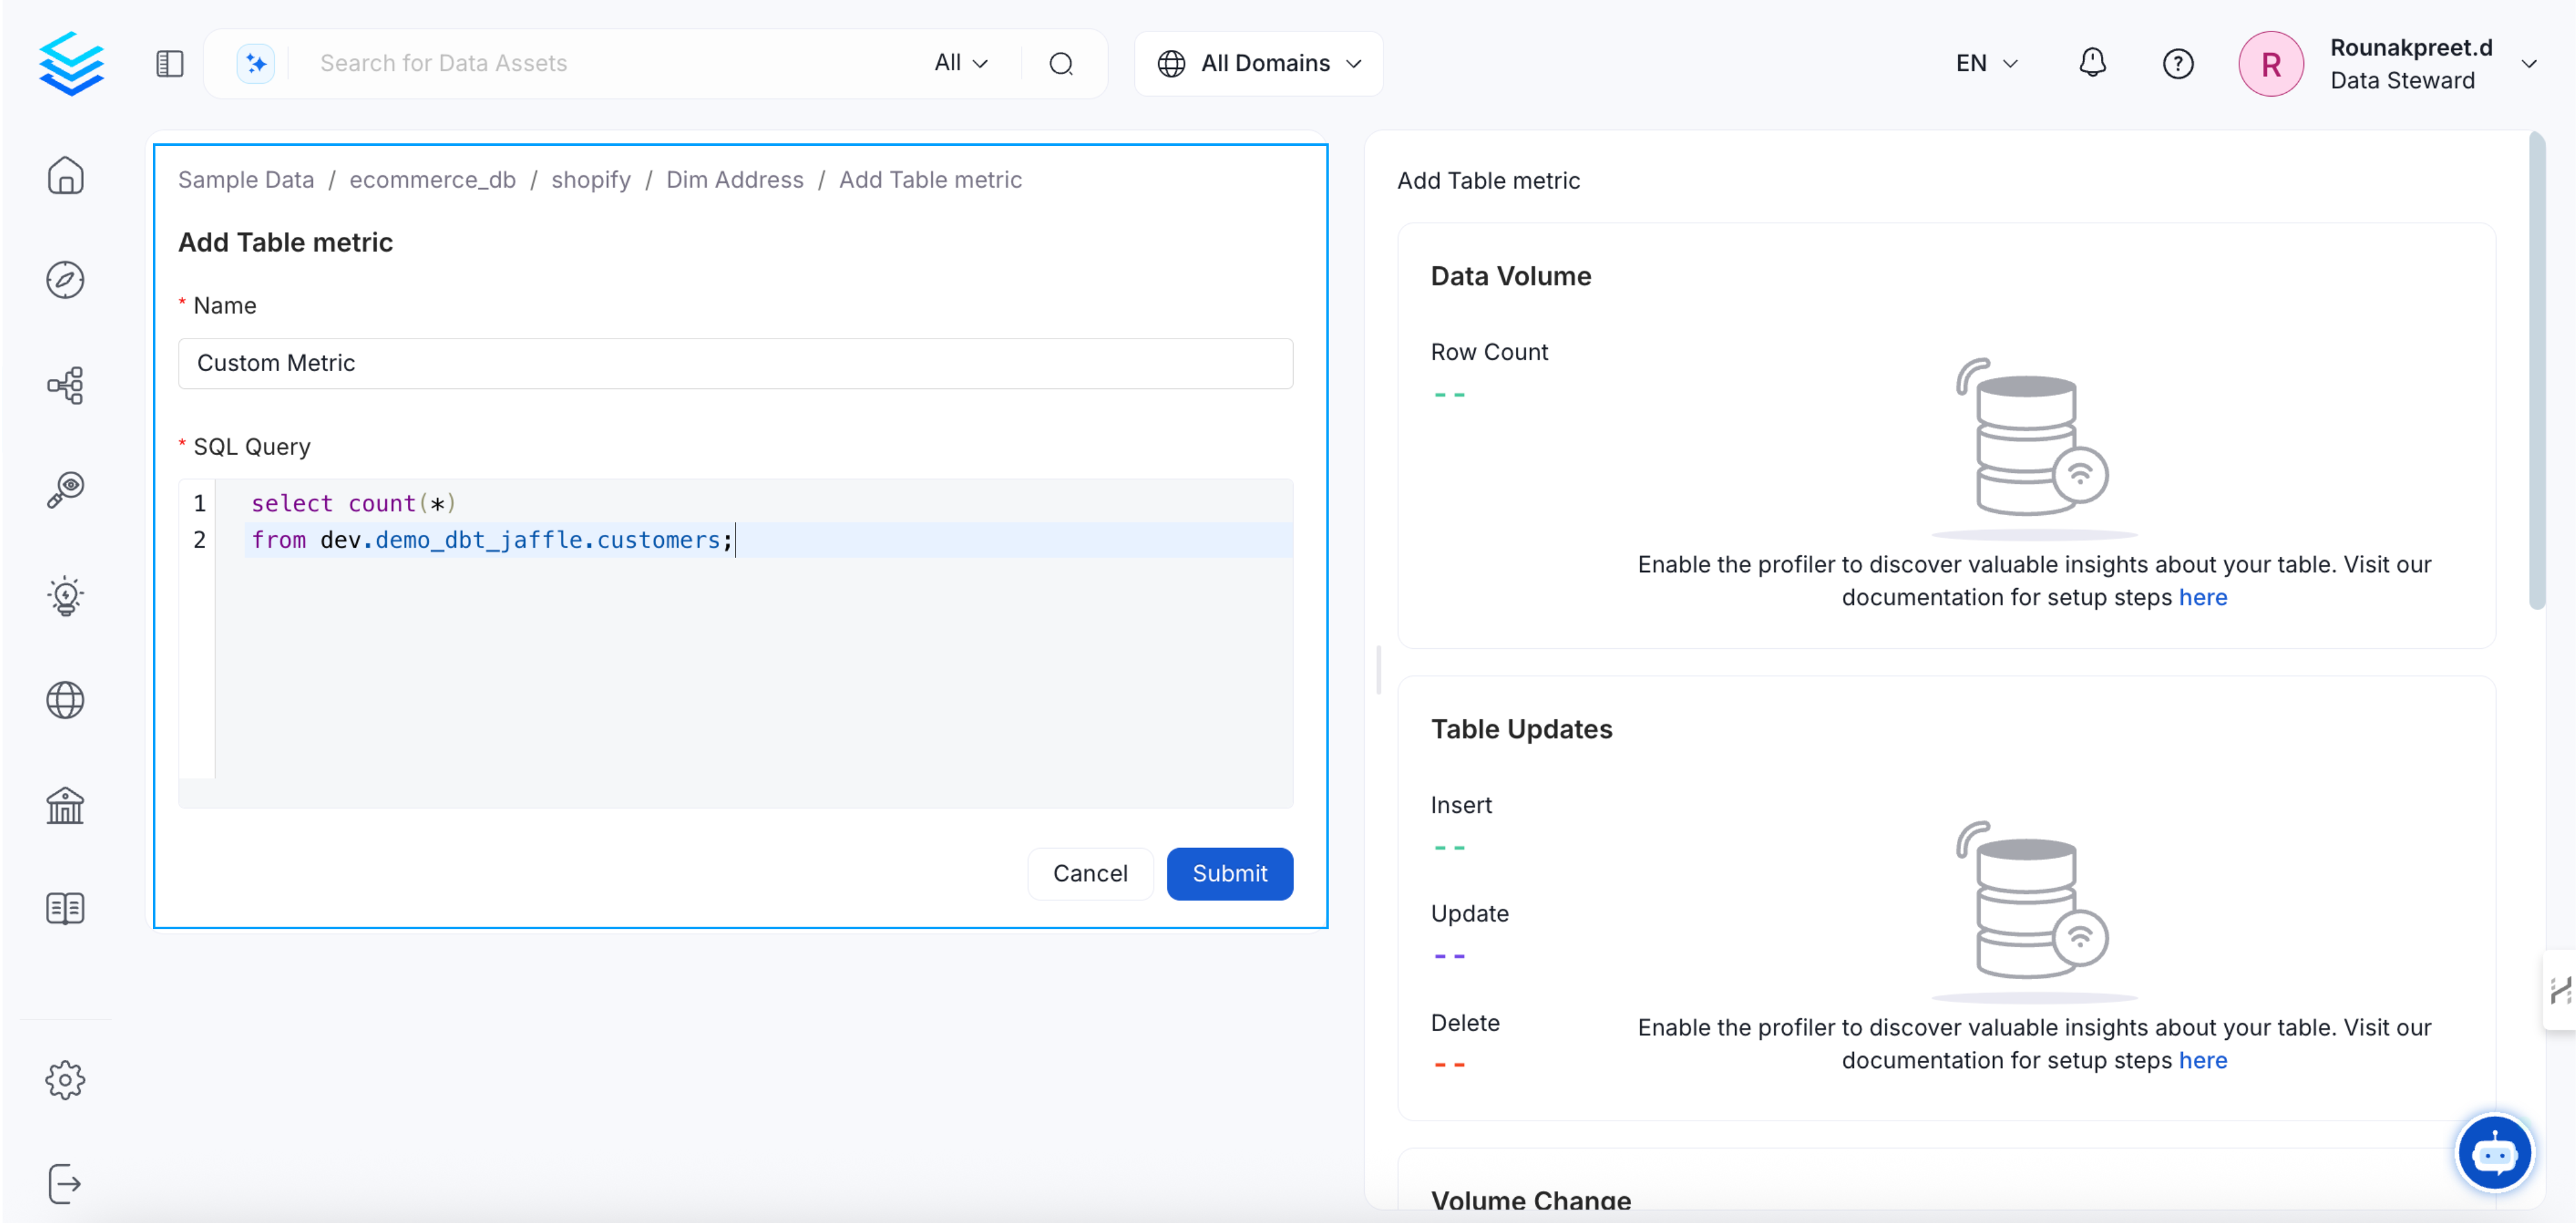 Search for Data Assets
All
All Domains
EN
R
Rounakpreet.d
Data Steward
Sample Data / ecommerce_db / shopify / Dim Address / Add Table metric
Add Table metric
* Name
Custom Metric
* SQL Query
1 select count(*)
2 from dev.demo_dbt_jaffle.customers;
Cancel
Submit
Add Table metric
Data Volume
Row Count
--
Enable the profiler to discover valuable insights about your table. Visit our
documentation for setup steps here
Table Updates
Insert
--
Update
--
Delete
--
Enable the profiler to discover valuable insights about your table. Visit our
documentation for setup steps here
Volume Change